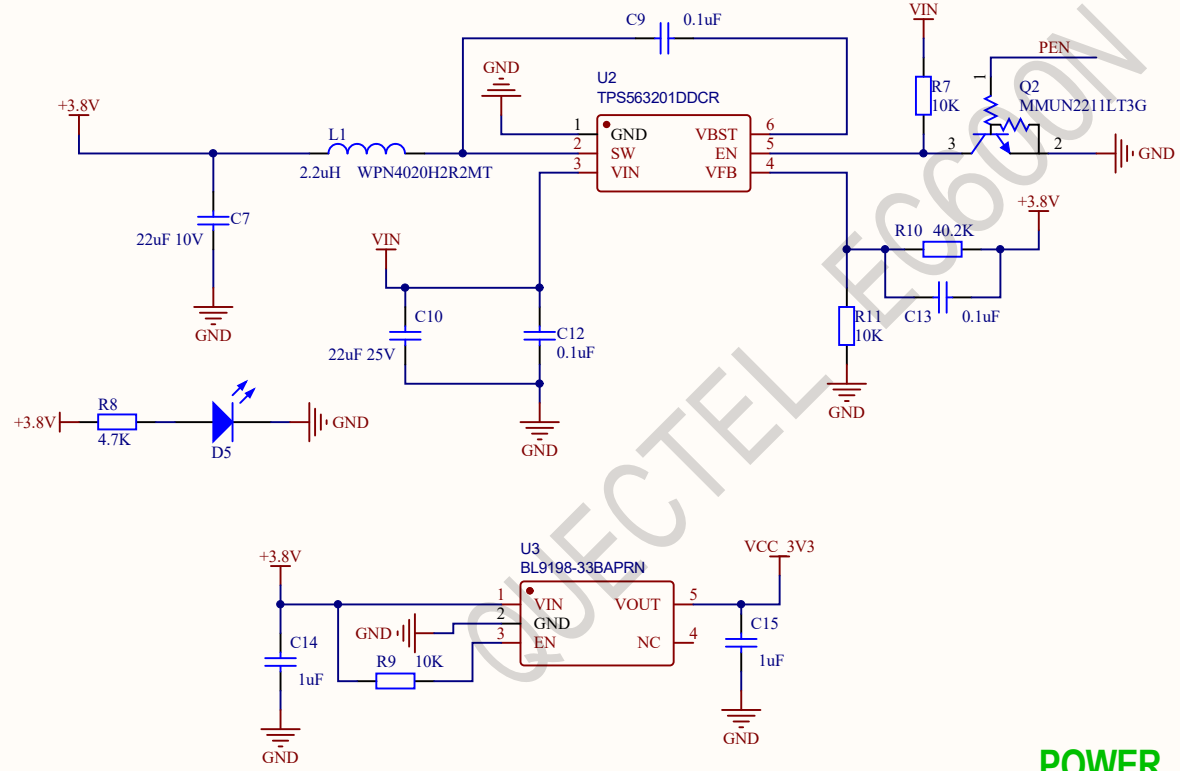 C9
0.1uF
VIN
PEN
GND
U2
TPS563201DDCR
R7
10K
1
Q2
MMUN2211LT3G
+3.8V
L1
2.2uH
WPN4020H2R2MT
1
GND
VBST
6
2
SW
EN
5
3
VIN
VFB
4
3
2
GND
C7
22uF 10V
GND
VIN
+3.8V
R10
40.2K
C10
22uF 25V
C12
0.1uF
R11
10K
C13
0.1uF
GND
GND
+3.8V
R8
4.7K
D5
GND
QUECTEL EC600N
+3.8V
U3
BL9198-33BAPRN
VCC_3V3
1
VIN
VOUT
5
GND
2
GND
3
EN
NC
4
C14
1uF
R9
10K
C15
1uF
GND
GND
POWER